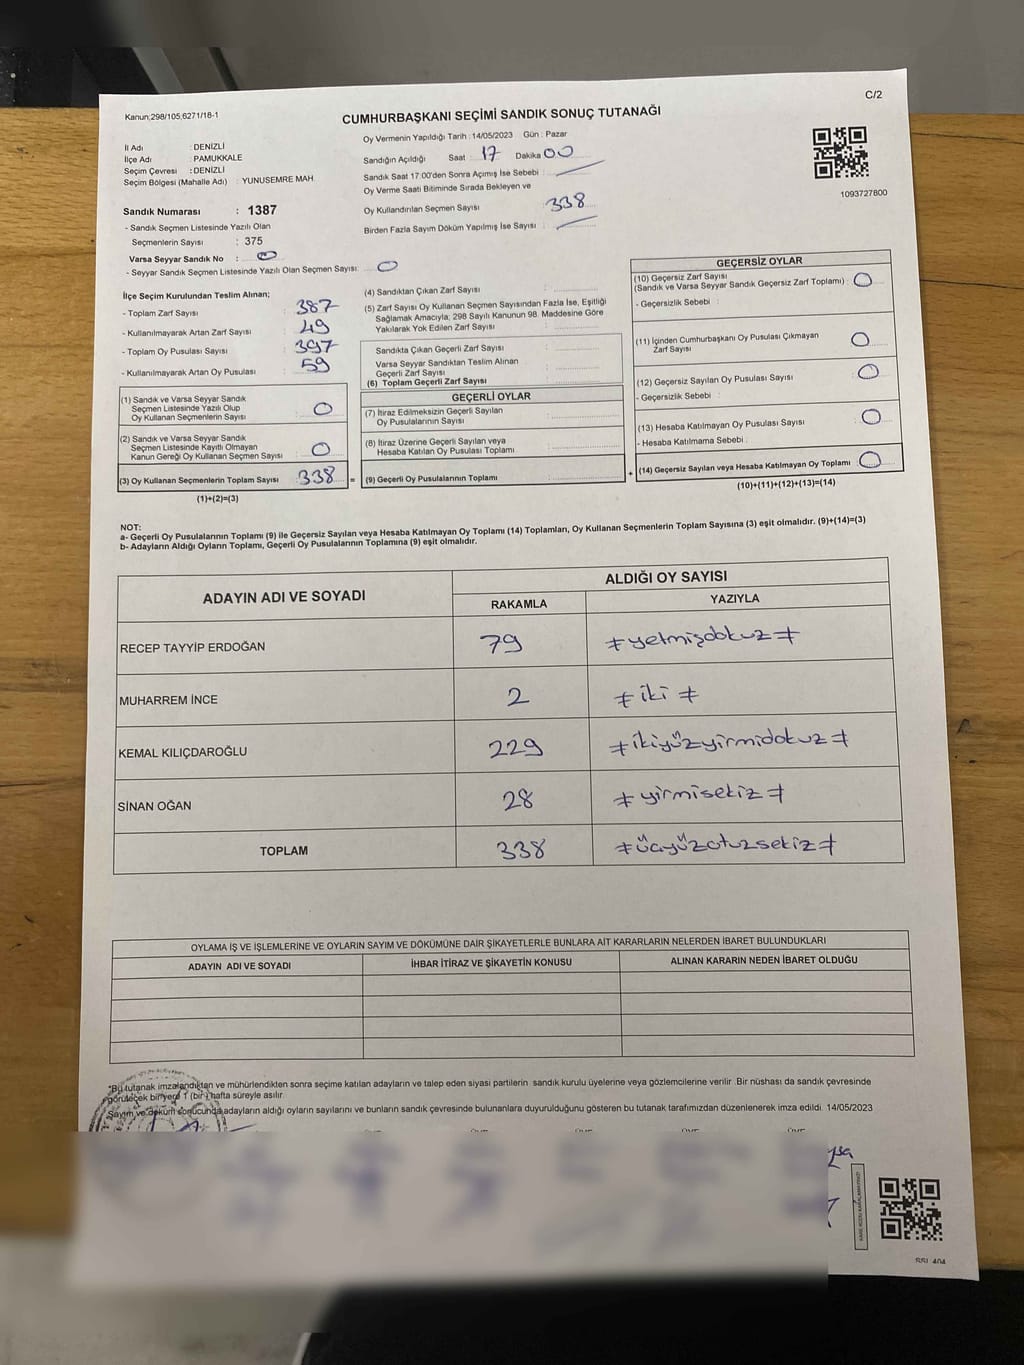 C/2
Kanun;298/105,6271/18-1
CUMHURBAŞKANI SEÇİMİ SANDIK SONUÇ TUTANAĞI
İl Adı : DENİZLİ
İlçe Adı : PAMUKKALE
Seçim Çevresi : DENİZLİ
Seçim Bölgesi (Mahalle Adı) : YUNUSEMRE MAH.
Oy Vermenin Yapıldığı Tarih : 14/05/2023 Gün : Pazar
Sandığın Açıldığı Saat : 17 Dakika 00
Sandık Saat 17:00'den Sonra Açımış İse Sebebi :
Oy Verme Saati Bitiminde Sırada Bekleyen ve
Oy Kullandırılan Seçmen Sayısı : 338
Birden Fazla Sayım Döküm Yapılmış İse Sayısı :
1093727800
Sandık Numarası : 1387
- Sandık Seçmen Listesinde Yazılı Olan
Seçmenlerin Sayısı : 375
Varsa Seyyar Sandık No : 0
- Seyyar Sandık Seçmen Listesinde Yazılı Olan Seçmen Sayısı: 0
İlçe Seçim Kurulundan Teslim Alınan;
- Toplam Zarf Sayısı : 387
- Kullanılmayarak Artan Zarf Sayısı : 49
- Toplam Oy Pusulası Sayısı : 397
- Kullanılmayarak Artan Oy Pusulası : 59
(1) Sandık ve Varsa Seyyar Sandık
Seçmen Listesinde Yazılı Olup
Oy Kullanan Seçmenlerin Sayısı : 0
(2) Sandık ve Varsa Seyyar Sandık
Seçmen Listesinde Kayıtlı Olmayan
Kanun Gereği Oy Kullanan Seçmen Sayısı : 0
(3) Oy Kullanan Seçmenlerin Toplam Sayısı : 338 =
(1)+(2)=(3)
(4) Sandıktan Çıkan Zarf Sayısı :
(5) Zarf Sayısı Oy Kullanan Seçmen Sayısından Fazla İse, Eşitliği
Sağlamak Amacıyla; 298 Sayılı Kanunun 98. Maddesine Göre
Yakılarak Yok Edilen Zarf Sayısı :
Sandıkta Çıkan Geçerli Zarf Sayısı :
Varsa Seyyar Sandıktan Teslim Alınan
Geçerli Zarf Sayısı :
(6) Toplam Geçerli Zarf Sayısı :
GEÇERLİ OYLAR
(7) İtiraz Edilmeksizin Geçerli Sayılan
Oy Pusulalarının Sayısı :
(8) İtiraz Üzerine Geçerli Sayılan veya
Hesaba Katılan Oy Pusulası Toplamı :
(9) Geçerli Oy Pusulalarının Toplamı : +
GEÇERSİZ OYLAR
(10) Geçersiz Zarf Sayısı
(Sandık ve Varsa Seyyar Sandık Geçersiz Zarf Toplamı) : 0
- Geçersizlik Sebebi :
(11) İçinden Cumhurbaşkanı Oy Pusulası Çıkmayan
Zarf Sayısı : 0
(12) Geçersiz Sayılan Oy Pusulası Sayısı : 0
- Geçersizlik Sebebi :
(13) Hesaba Katılmayan Oy Pusulası Sayısı : 0
- Hesaba Katılmama Sebebi :
(14) Geçersiz Sayılan veya Hesaba Katılmayan Oy Toplamı : 0
(10)+(11)+(12)+(13)=(14)
NOT:
a- Geçerli Oy Pusulalarının Toplamı (9) ile Geçersiz Sayılan veya Hesaba Katılmayan Oy Toplamı (14) Toplamları, Oy Kullanan Seçmenlerin Toplam Sayısına (3) eşit olmalıdır. (9)+(14)=(3)
b- Adayların Aldığı Oyların Toplamı, Geçerli Oy Pusulalarının Toplamına (9) eşit olmalıdır.
ADAYIN ADI VE SOYADI ALDIĞI OY SAYISI
RAKAMLA YAZIYLA
RECEP TAYYİP ERDOĞAN 79 ≠yetmişdokuz≠
MUHARREM İNCE 2 ≠iki≠
KEMAL KILIÇDAROĞLU 229 ≠ikiyüzyirmidokuz≠
SİNAN OĞAN 28 ≠yirmisekiz≠
TOPLAM 338 ≠üçyüzotuzsekiz≠
OYLAMA İŞ VE İŞLEMLERİNE VE OYLARIN SAYIM VE DÖKÜMÜNE DAİR ŞİKAYETLERLE BUNLARA AİT KARARLARIN NELERDEN İBARET BULUNDUKLARI
ADAYIN ADI VE SOYADI İHBAR İTİRAZ VE ŞİKAYETİN KONUSU ALINAN KARARIN NEDEN İBARET OLDUĞU
*Bu tutanak imzalandıktan ve mühürlendikten sonra seçime katılan adayların ve talep eden siyasi partilerin sandık kurulu üyelerine veya gözlemcilerine verilir. Bir nüshası da sandık çevresinde
görülecek bir yere 1 (bir) hafta süreyle asılır.
Sayım ve döküm sonucunda adayların aldığı oyların sayılarını ve bunların sandık çevresinde bulunanlara duyurulduğunu gösteren bu tutanak tarafımızdan düzenlenerek imza edildi. 14/05/2023